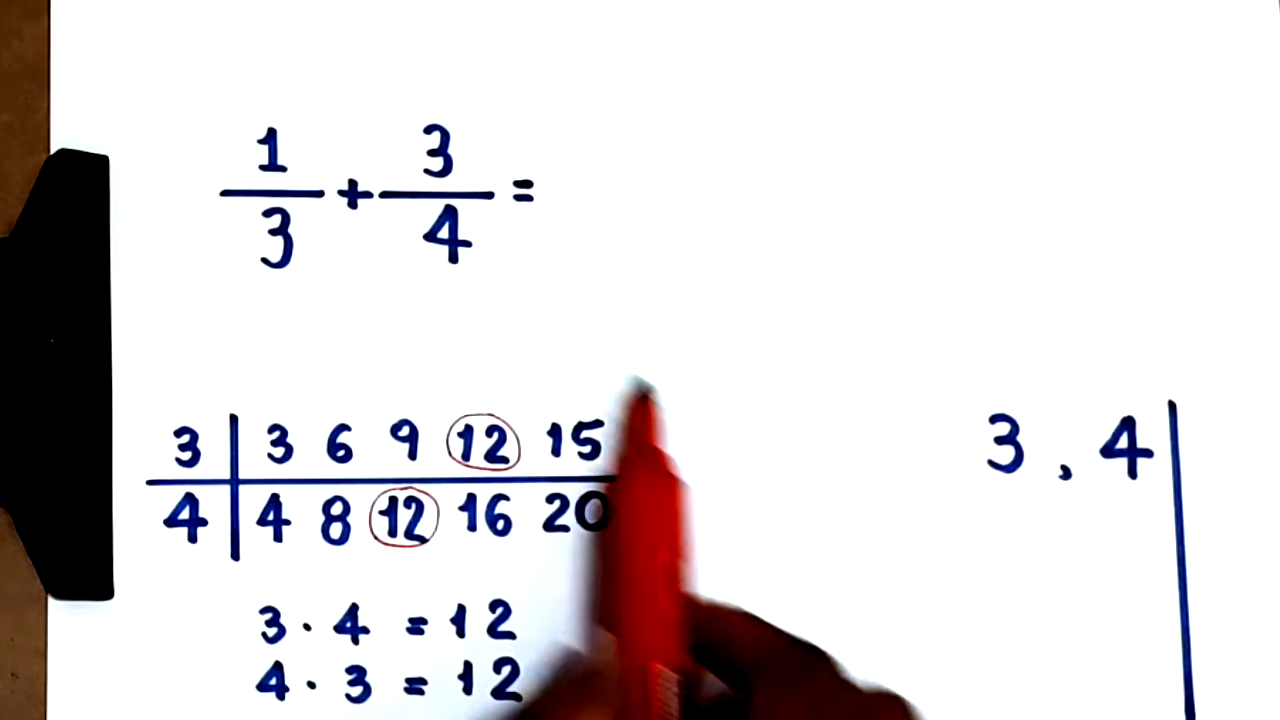 1/3 + 3/4 =
3 | 3 6 9 12 15
4 | 4 8 12 16 20
3 · 4 = 12
4 · 3 = 12
3 , 4